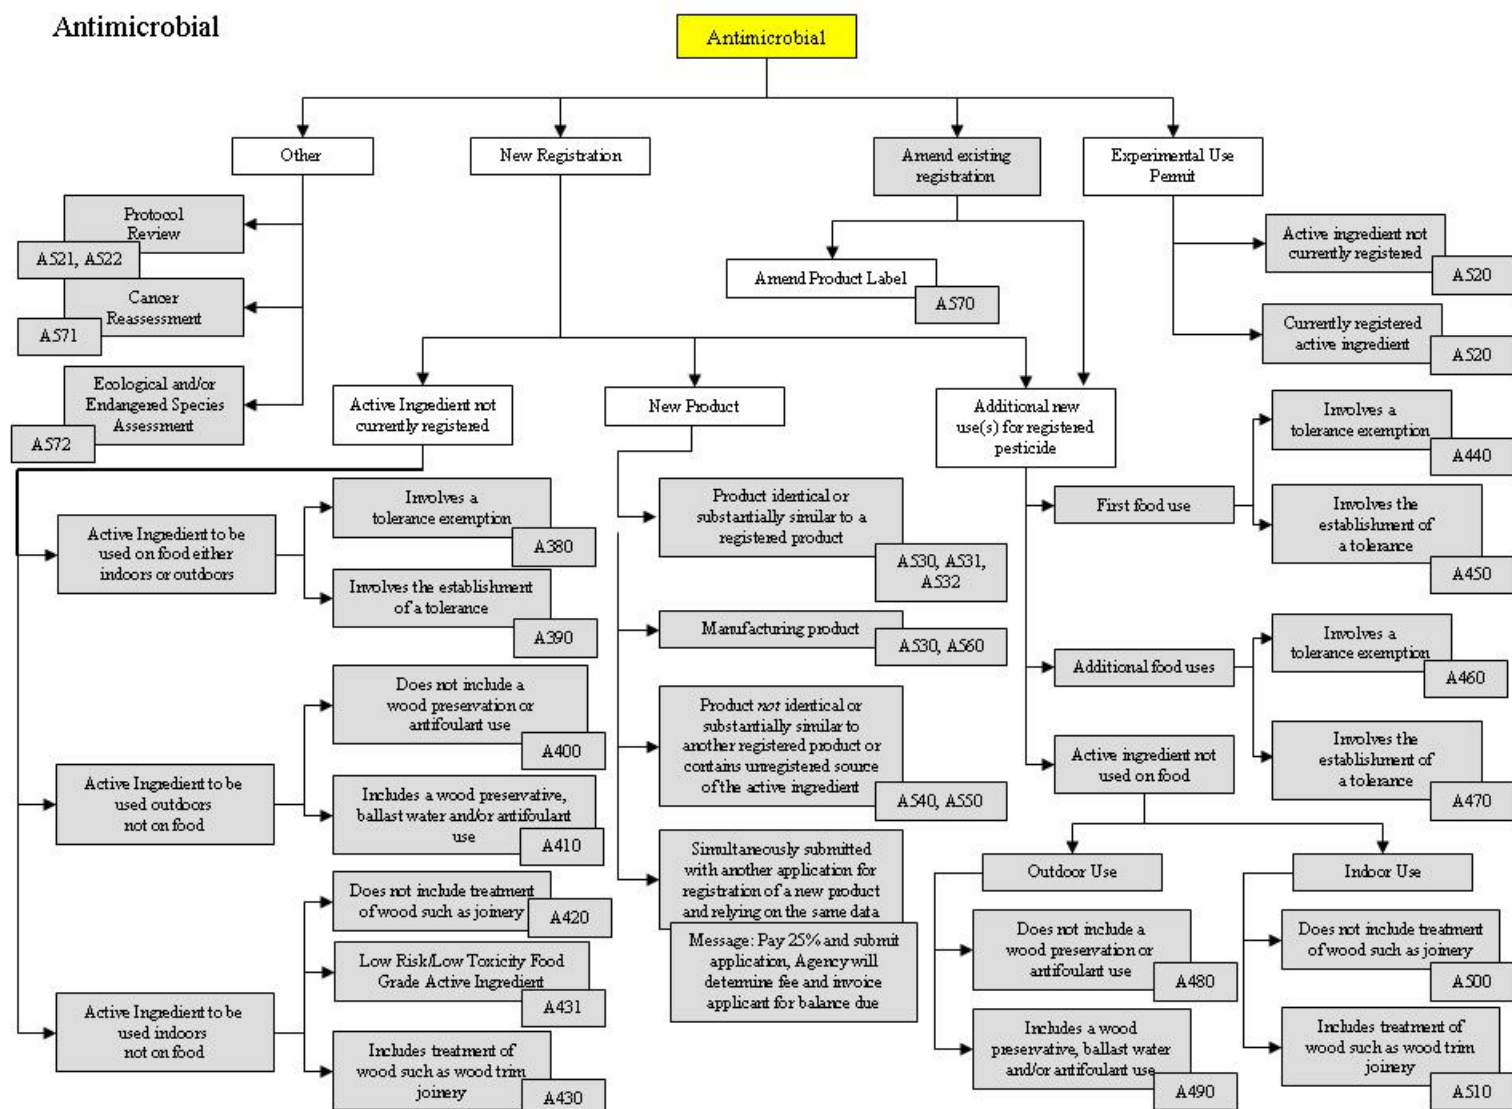 Antimicrobial
Antimicrobial
Other
New Registration
Amend existing
registration
Experimental Use
Permit
Protocol
Review
A521, A522
Cancer
Reassessment
A571
Ecological and/or
Endangered Species
Assessment
A572
Amend Product Label
A570
Active ingredient not
currently registered
A520
Currently registered
active ingredient
A520
Active Ingredient not
currently registered
New Product
Additional new
use(s) for registered
pesticide
Active Ingredient to be
used on food either
indoors or outdoors
Involves a
tolerance exemption
A380
Involves the establishment
of a tolerance
A390
Active Ingredient to be
used outdoors
not on food
Does not include a
wood preservation or
antifoulant use
A400
Includes a wood preservative,
ballast water and/or antifoulant
use
A410
Active Ingredient to be
used indoors
not on food
Does not include treatment
of wood such as joinery
A420
Low Risk/Low Toxicity Food
Grade Active Ingredient
A431
Includes treatment of
wood such as wood trim
joinery
A430
Product identical or
substantially similar to a
registered product
A530, A531,
A532
Manufacturing product
A530, A560
Product not identical or
substantially similar to
another registered product or
contains unregistered source
of the active ingredient
A540, A550
Simultaneously submitted
with another application for
registration of a new product
and relying on the same data
Message: Pay 25% and submit
application, Agency will
determine fee and invoice
applicant for balance due
First food use
Involves a
tolerance exemption
A440
Involves the
establishment of
a tolerance
A450
Additional food uses
Involves a
tolerance exemption
A460
Involves the
establishment of
a tolerance
A470
Active ingredient not
used on food
Outdoor Use
Does not include a
wood preservation or
antifoulant use
A480
Includes a wood
preservative, ballast water
and/or antifoulant use
A490
Indoor Use
Does not include treatment
of wood such as joinery
A500
Includes treatment of
wood such as wood trim
joinery
A510